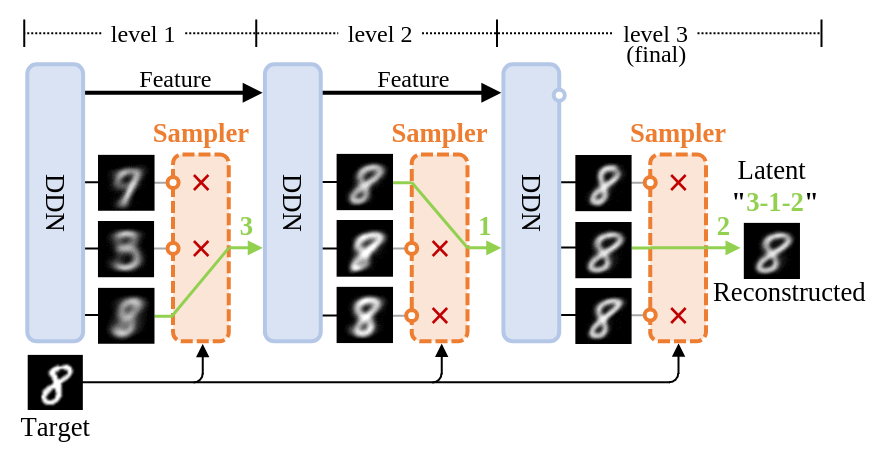 level 1
level 2
level 3
(final)
Feature
Feature
Sampler
Sampler
Sampler
DDN
DDN
DDN
3
1
2
Latent
"3-1-2"
Reconstructed
Target